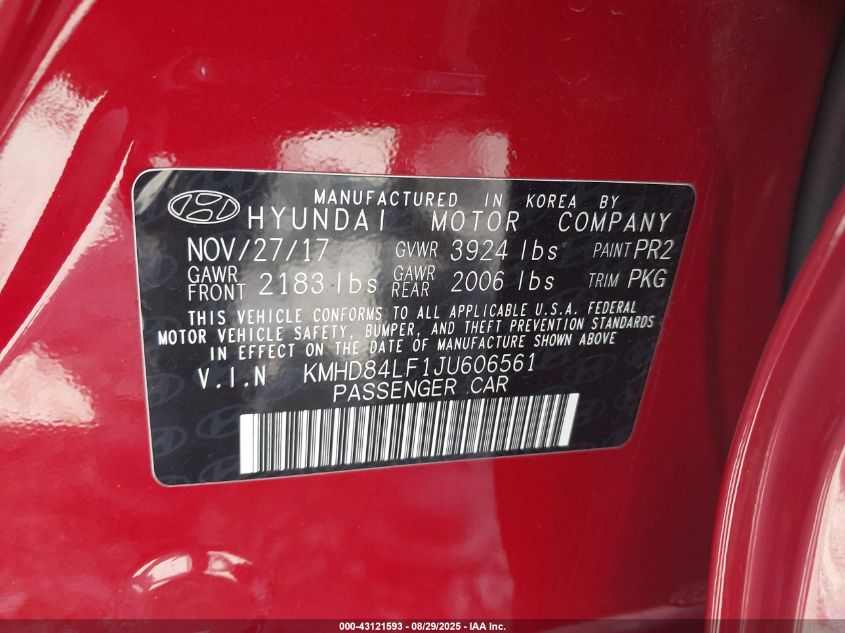 MANUFACTURED IN KOREA BY
HYUNDAI MOTOR COMPANY
NOV/27/17 GVWR 3924 lbs PAINT PR2
GAWR FRONT 2183 lbs GAWR REAR 2006 lbs TRIM PKG
THIS VEHICLE CONFORMS TO ALL APPLICABLE U.S.A. FEDERAL
MOTOR VEHICLE SAFETY, BUMPER, AND THEFT PREVENTION STANDARDS
IN EFFECT ON THE DATE OF MANUFACTURE SHOWN ABOVE
V.I.N KMHD84LF1JU606561
PASSENGER CAR
000-43121593 - 08/29/2025 - IAA Inc.